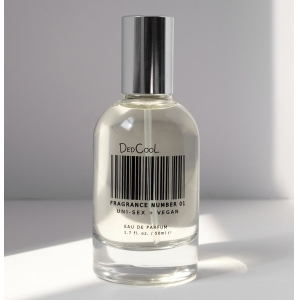 DedCooL
FRAGRANCE NUMBER 01
UNI-SEX + VEGAN
EAU DE PARFUM
1.7 fl. oz. / 50ml ℮